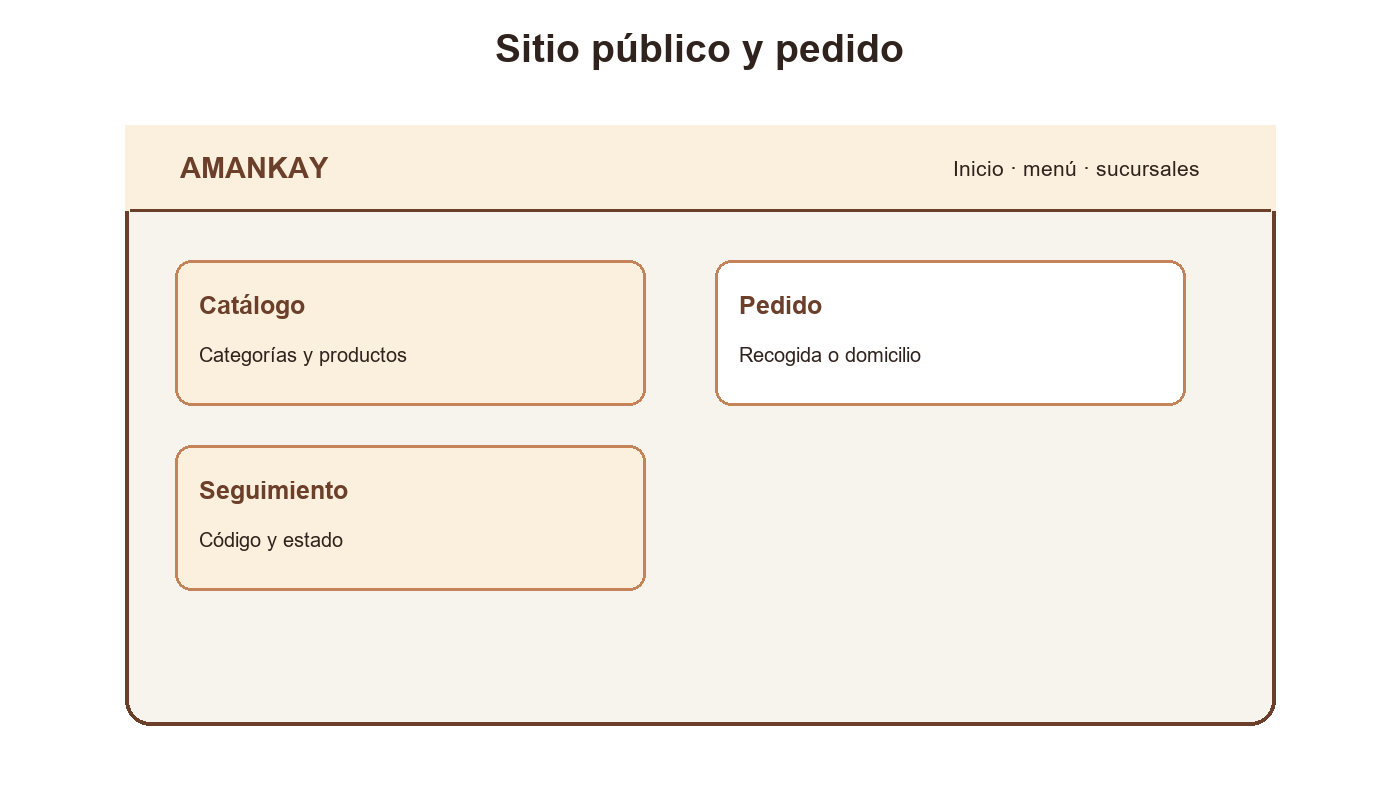 Sitio público y pedido
AMANKAY
Inicio · menú · sucursales
Catálogo
Categorías y productos
Pedido
Recogida o domicilio
Seguimiento
Código y estado